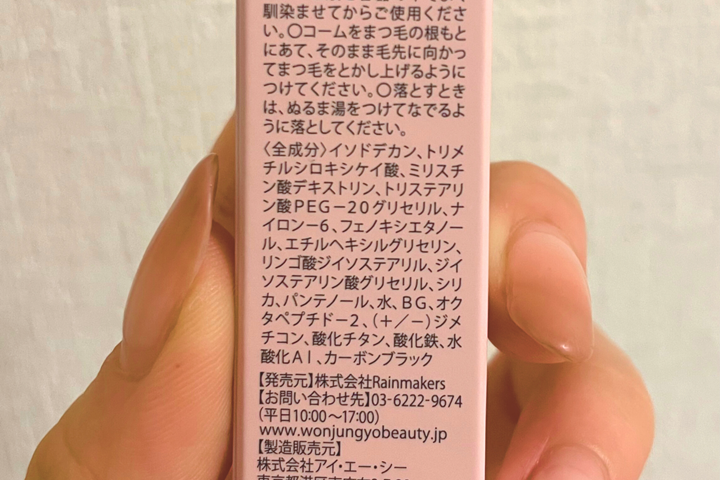 馴染ませてからご使用くださ
い。〇コームをまつ毛の根もと
にあて、そのまま毛先に向かっ
てまつ毛をとかし上げるように
つけてください。〇落とすとき
は、ぬるま湯をつけてなでるよ
うに落としてください。
〈全成分〉イソドデカン、トリメ
チルシロキシケイ酸、ミリスチ
ン酸デキストリン、トリステアリ
ン酸PEG-20グリセリル、ナ
イロン-6、フェノキシエタノー
ル、エチルヘキシルグリセリン、
リンゴ酸ジイソステアリル、ジイ
ソステアリン酸グリセリル、シリ
カ、パンテノール、水、BG、オク
タペプチド-2、(+/-)ジメ
チコン、酸化チタン、酸化鉄、水
酸化Al、カーボンブラック
【発売元】株式会社Rainmakers
【お問い合わせ先】03-6222-9674
(平日10:00〜17:00)
www.wonjungyobeauty.jp
【製造販売元】
株式会社アイ・エー・シー